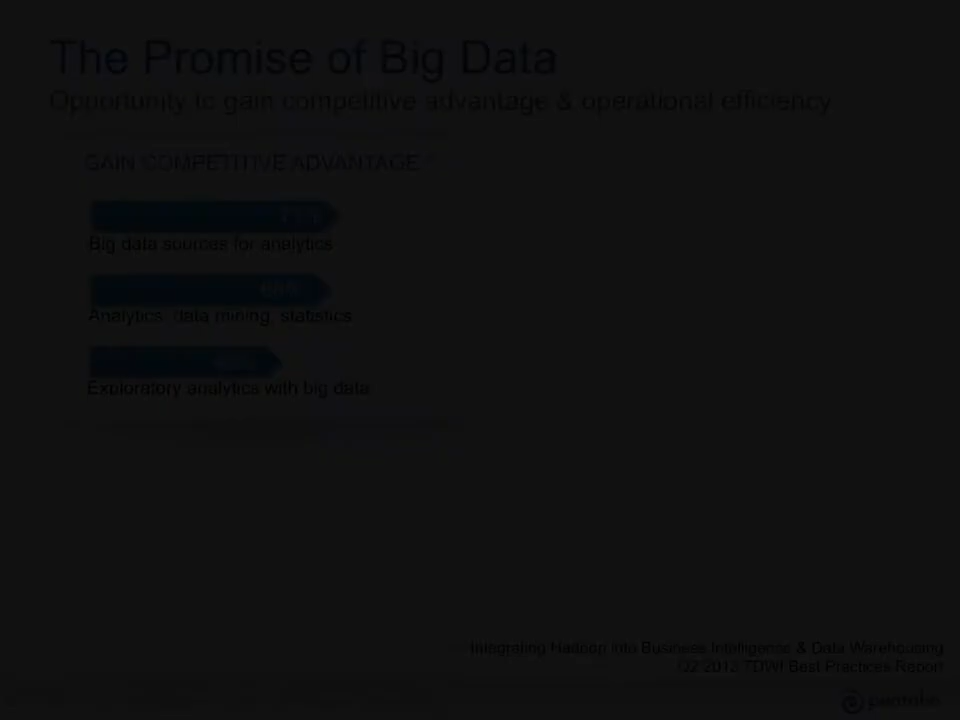 The Promise of Big Data
Opportunity to gain competitive advantage & operational efficiency
GAIN COMPETITIVE ADVANTAGE
Big data sources for analytics
Analytics, data mining, statistics
Exploratory analytics with big data
Integrating Hadoop into Business Intelligence & Data Warehousing
TDWI Best Practices Report
pentaho